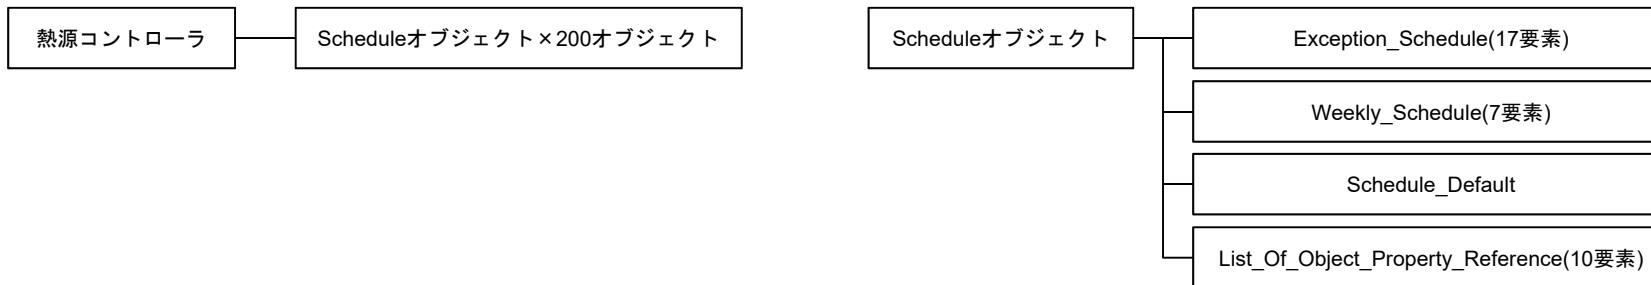 熱源コントローラ
Scheduleオブジェクト×200オブジェクト
Scheduleオブジェクト
Exception_Schedule(17要素)
Weekly_Schedule(7要素)
Schedule_Default
List_Of_Object_Property_Reference(10要素)